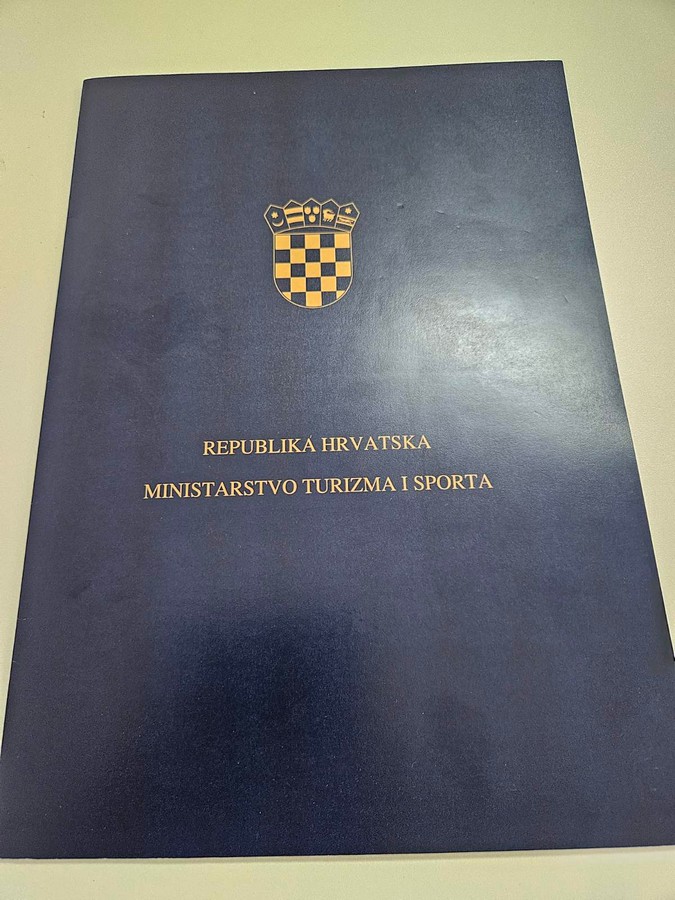 REPUBLIKA HRVATSKA
MINISTARSTVO TURIZMA I SPORTA